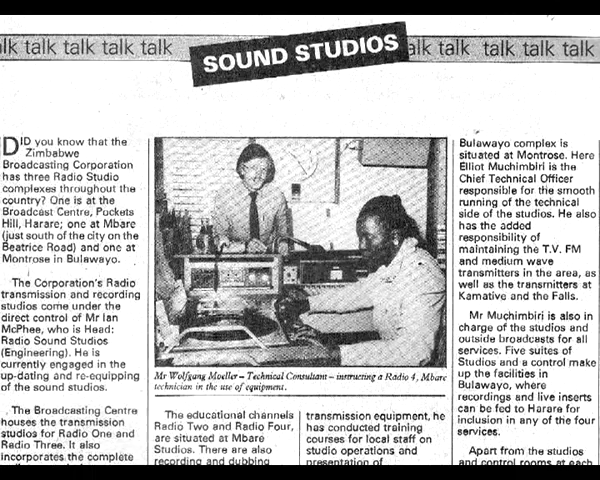 alk talk talk talk talk
SOUND STUDIOS
alk talk talk talk talk
DID you know that the
Zimbabwe
Broadcasting Corporation
has three Radio Studio
complexes throughout the
country? One is at the
Broadcast Centre, Pockets
Hill, Harare; one at Mbare
(just south of the city on the
Beatrice Road) and one at
Montrose in Bulawayo.
The Corporation's Radio
transmission and recording
studios come under the
direct control of Mr Ian
McPhee, who is Head:
Radio Sound Studios
(Engineering). He is
currently engaged in the
up-dating and re-equipping
of the sound studios.
The Broadcasting Centre
houses the transmission
studios for Radio One and
Radio Three. It also
incorporates the complete
Mr Wolfgang Moeller – Technical Consultant – instructing a Radio 4, Mbare
technician in the use of equipment.
The educational channels
Radio Two and Radio Four,
are situated at Mbare
Studios. There are also
recording and dubbing
transmission equipment, he
has conducted training
courses for local staff on
studio operations and
presentation of
Bulawayo complex is
situated at Montrose. Here
Elliot Muchimbiri is the
Chief Technical Officer
responsible for the smooth
running of the technical
side of the studios. He also
has the added
responsibility of
maintaining the T.V. FM
and medium wave
transmitters in the area, as
well as the transmitters at
Kamative and the Falls.
Mr Muchimbiri is also in
charge of the studios and
outside broadcasts for all
services. Five suites of
Studios and a control make
up the facilities in
Bulawayo, where
recordings and live inserts
can be fed to Harare for
inclusion in any of the four
services.
Apart from the studios
and control rooms at each